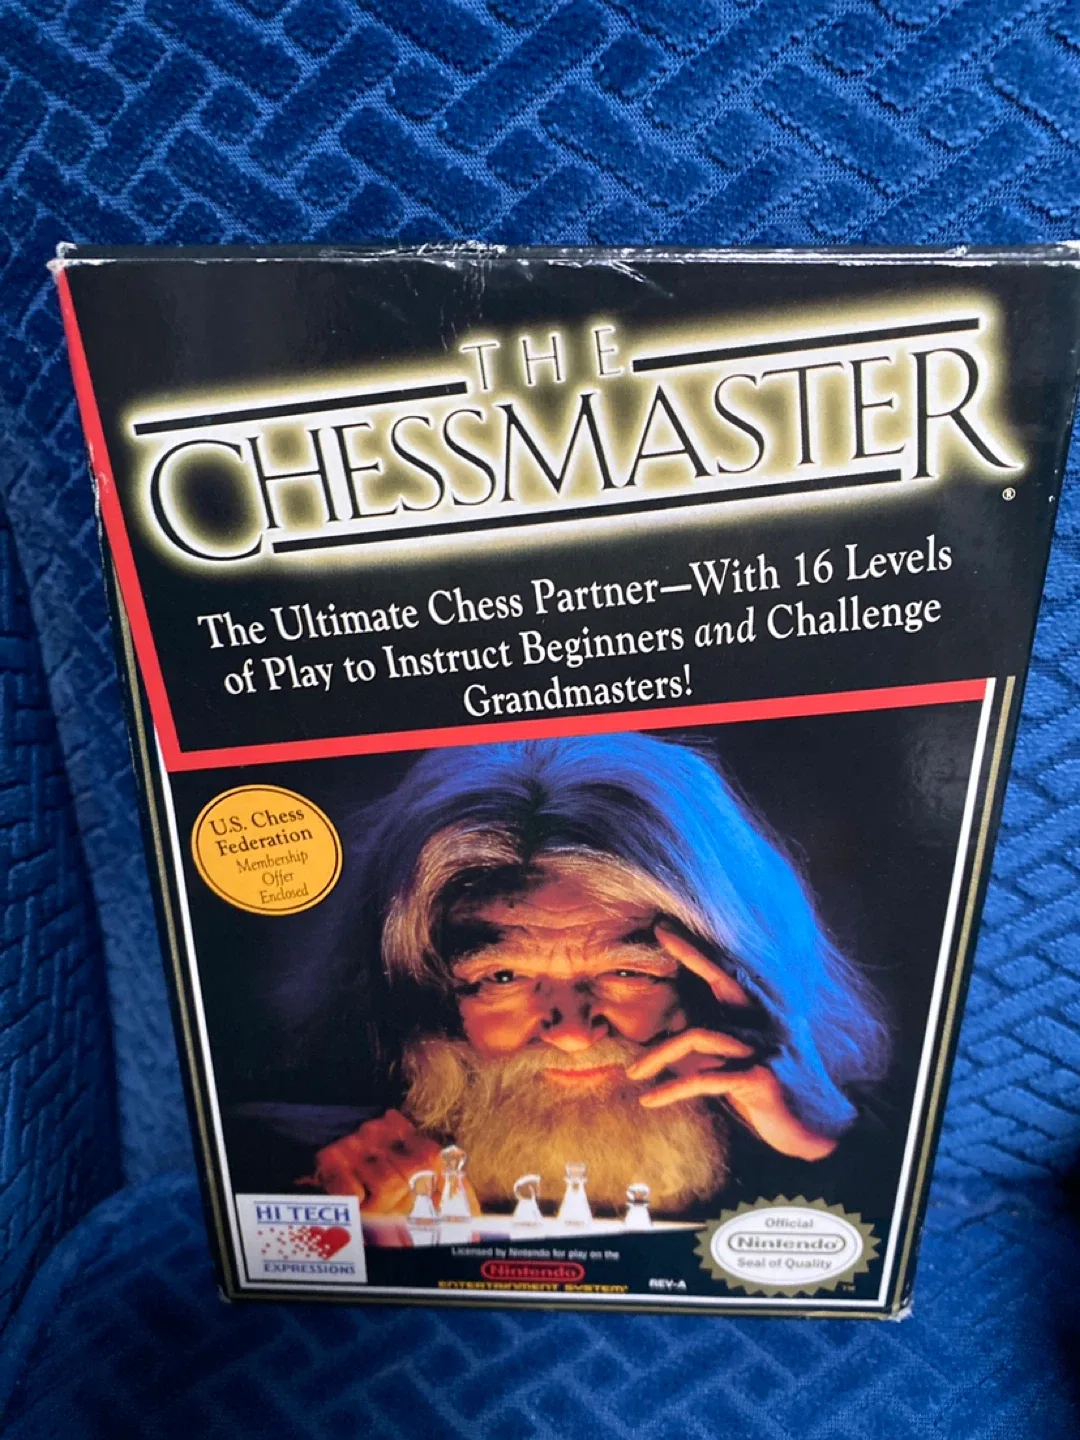 THE
CHESSMASTER
®
The Ultimate Chess Partner—With 16 Levels
of Play to Instruct Beginners and Challenge
Grandmasters!
U.S. Chess
Federation
Membership
Offer
Enclosed
HI TECH
EXPRESSIONS
Licensed by Nintendo for play on the
Nintendo
ENTERTAINMENT SYSTEM
REV-A
Official
Nintendo
Seal of Quality
TM